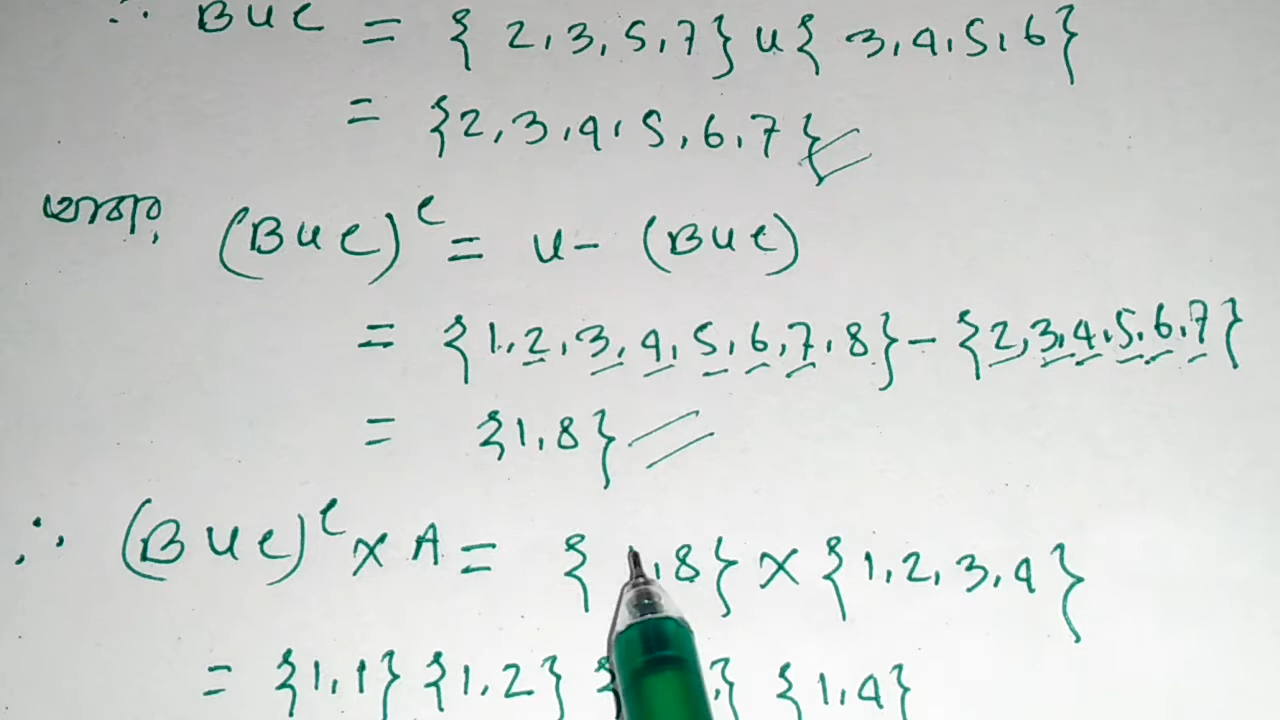 ∴ B∪C = {2,3,5,7} ∪ {3,4,5,6}
= {2,3,4,5,6,7}
(B∪C)^c = U - (B∪C)
= {1,2,3,4,5,6,7,8} - {2,3,4,5,6,7}
= {1,8}
∴ (B∪C)^c × A = { ,8} × {1,2,3,4}
= {1,1} {1,2} { } {1,4}